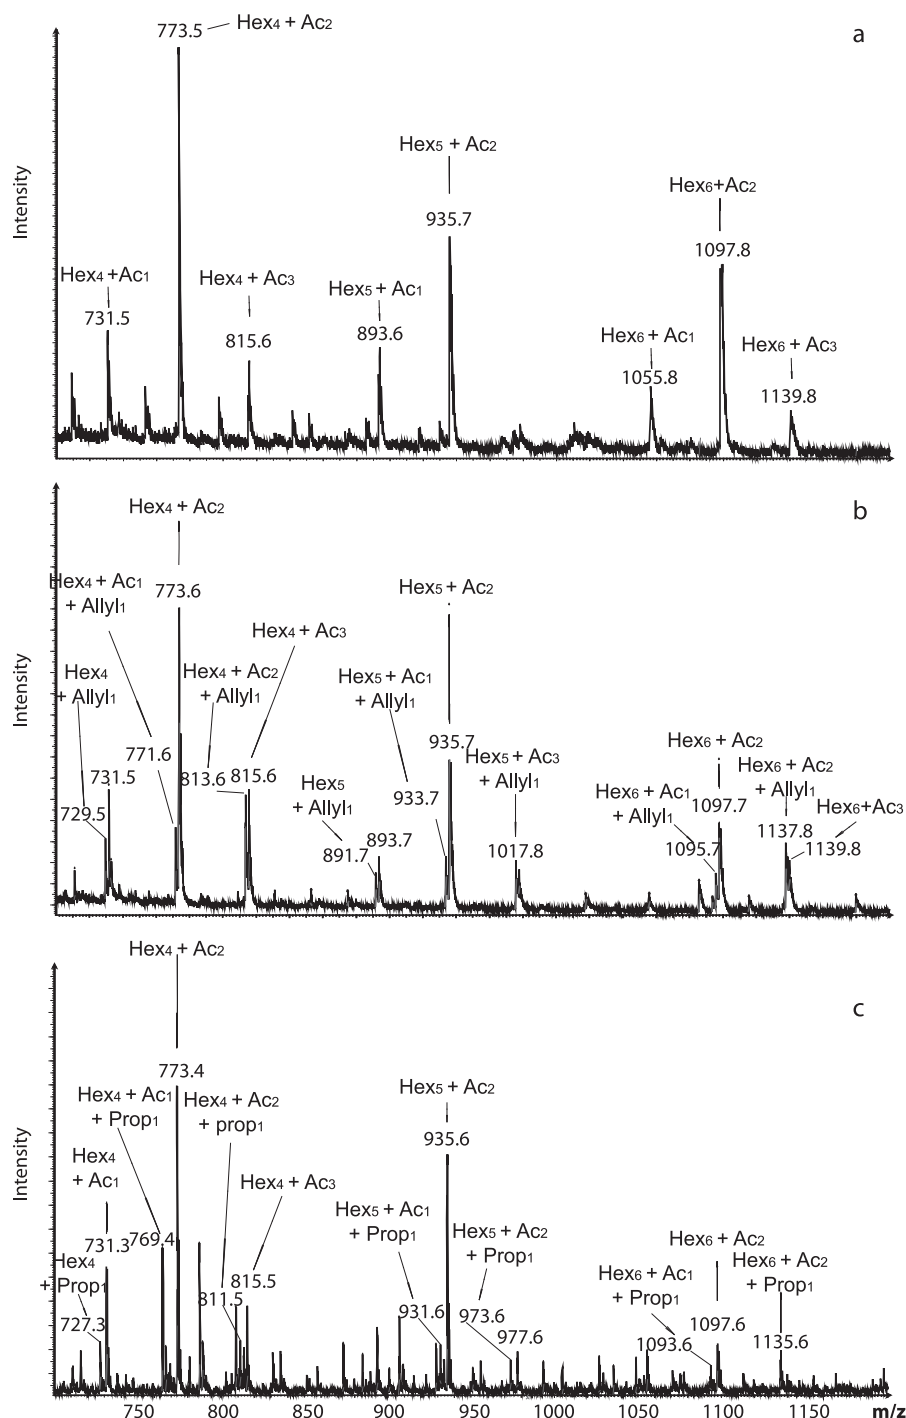 773.5
Hex4 + Ac2
a
Hex5 + Ac2
Hex6+Ac2
935.7
1097.8
Hex4 +Ac1
Hex4 + Ac3
Hex5 + Ac1
731.5
815.6
893.6
Hex6 + Ac1
Hex6 + Ac3
1055.8
1139.8
Intensity
b
Hex4 + Ac2
Hex4 + Ac1
+ Allyl1
773.6
Hex5 + Ac2
Hex4 + Ac3
Hex4
+ Allyl1
Hex4 + Ac2
+ Allyl1
Hex5 + Ac1
+ Allyl1
771.6
731.5
813.6
815.6
729.5
Hex5
+ Allyl1
891.7
893.7
933.7
935.7
Hex5 + Ac3
+ Allyl1
1017.8
Hex6 + Ac2
Hex6 + Ac1
+ Allyl1
1097.7
1095.7
Hex6 + Ac2
+ Allyl1
1137.8
Hex6+Ac3
1139.8
Intensity
c
Hex4 + Ac2
773.4
Hex4 + Ac1
+ Prop1
Hex4 + Ac2
+ prop1
Hex5 + Ac2
935.6
Hex4
+ Ac1
Hex4 + Ac3
731.3
769.4
Hex4
+ Prop1
727.3
811.5
815.5
Hex5 + Ac1
+ Prop1
931.6
Hex5 + Ac2
+ Prop1
973.6
977.6
Hex6 + Ac2
Hex6 + Ac1
+ Prop1
1097.6
1093.6
Hex6 + Ac2
+ Prop1
1135.6
Intensity
750 800 850 900 950 1000 1050 1100 1150 m/z